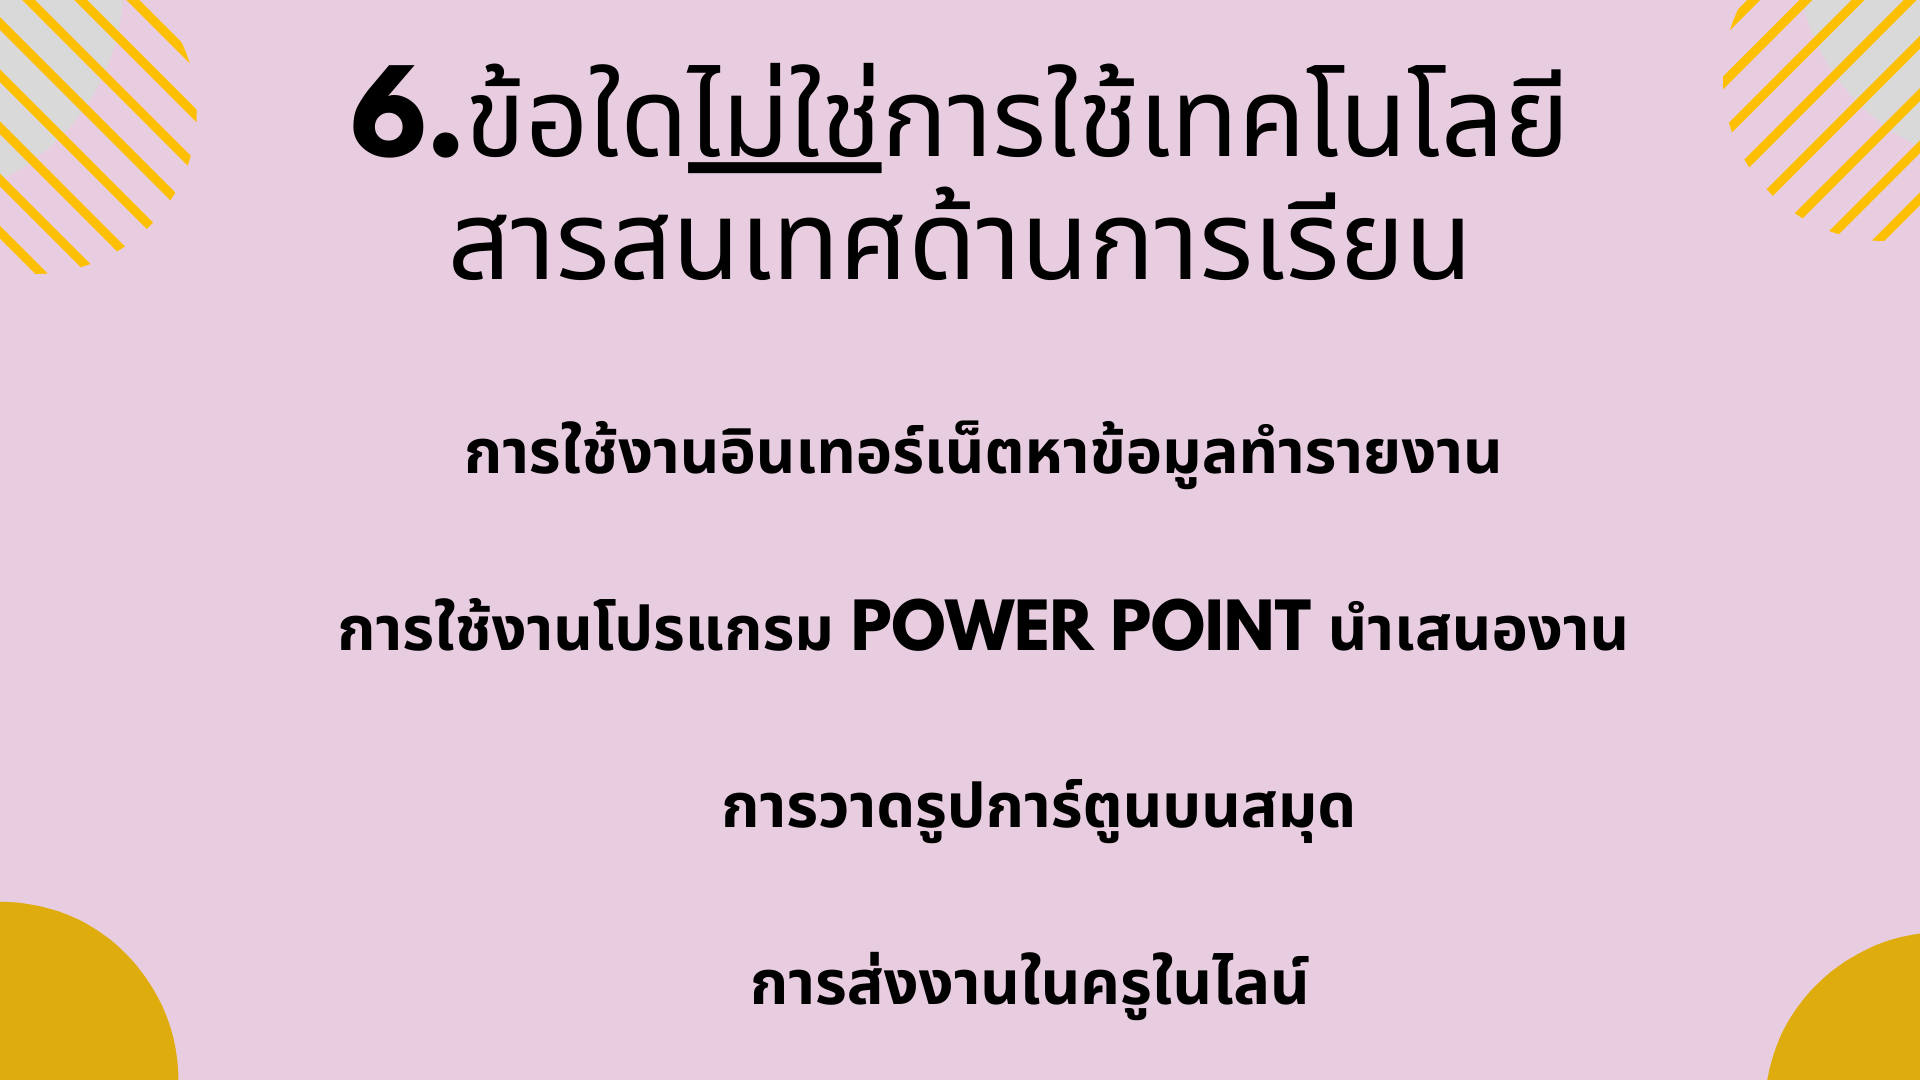 6.ข้อใดไม่ใช่การใช้เทคโนโลยี
สารสนเทศด้านการเรียน
การใช้งานอินเทอร์เน็ตหาข้อมูลทำรายงาน
การใช้งานโปรแกรม POWER POINT นำเสนองาน
การวาดรูปการ์ตูนบนสมุด
การส่งงานในครูในไลน์